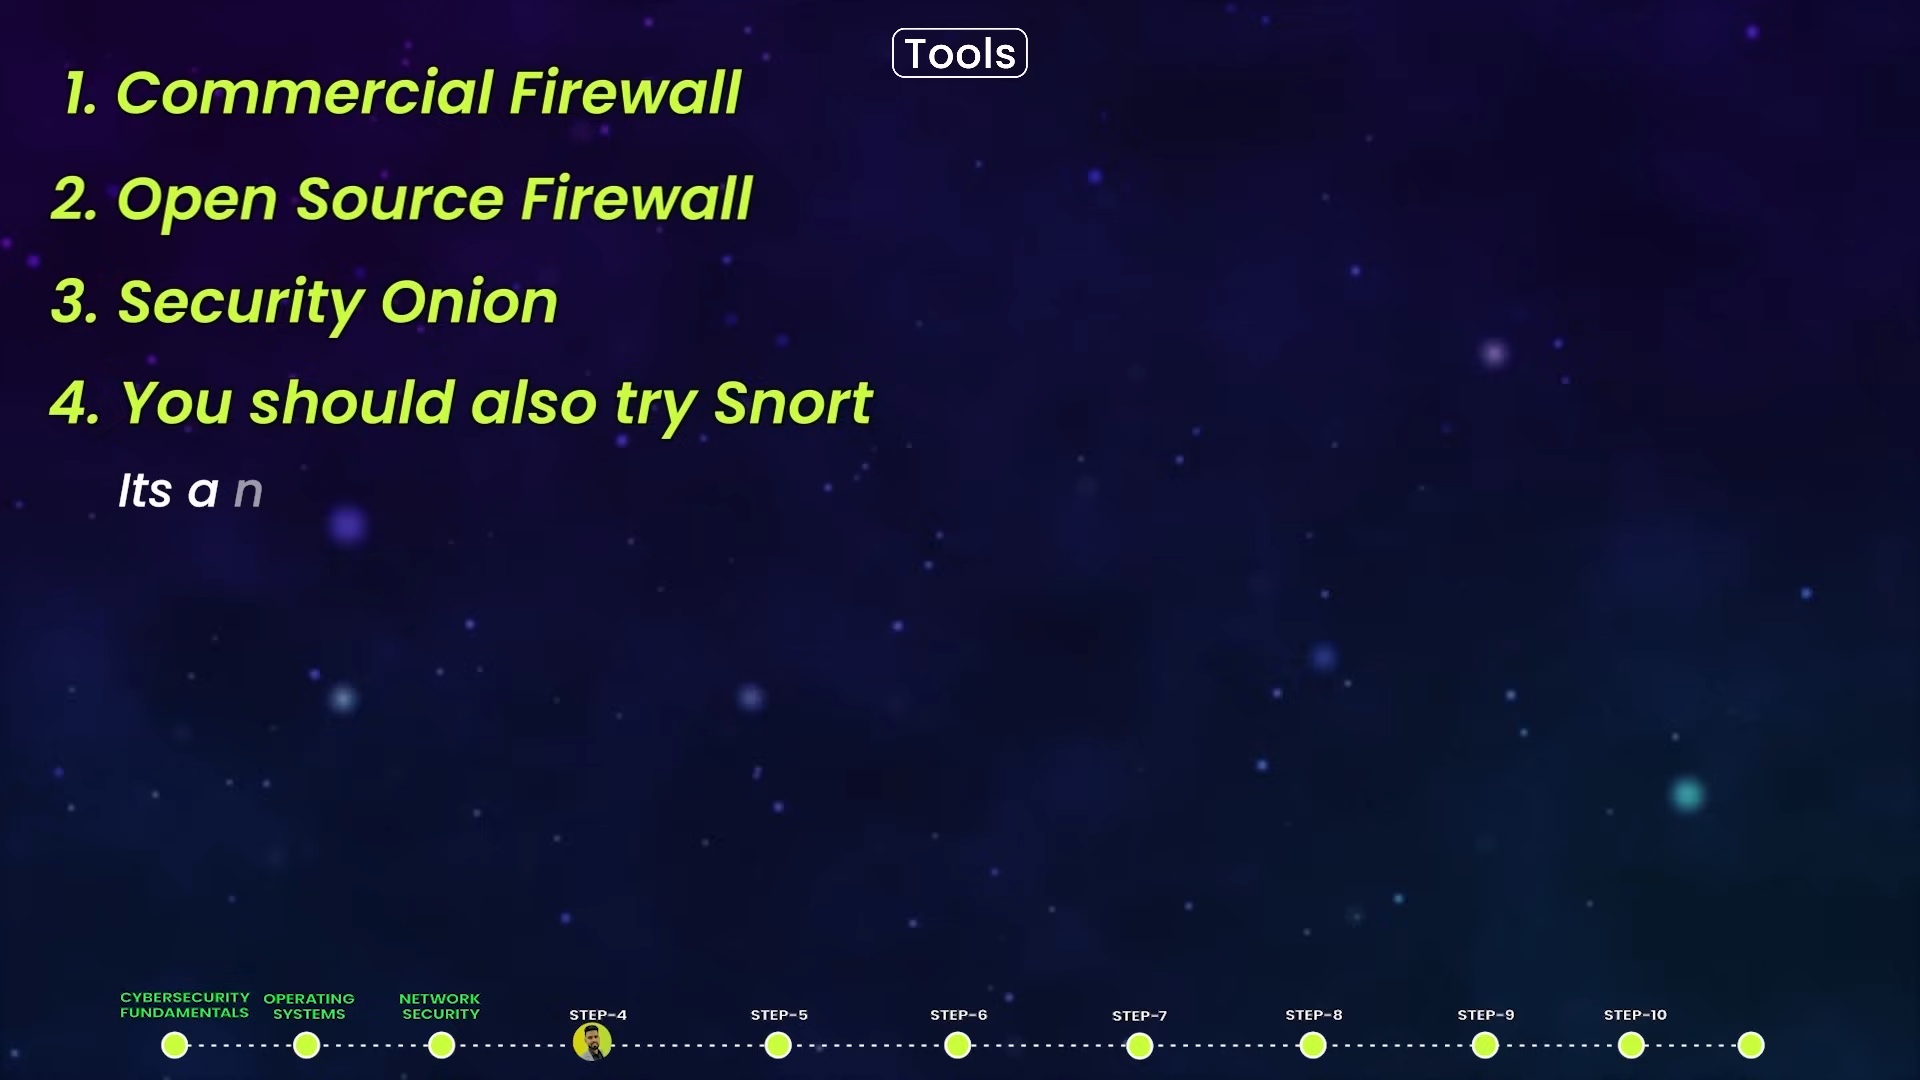 Tools
1. Commercial Firewall
2. Open Source Firewall
3. Security Onion
4. You should also try Snort
Its a n
CYBERSECURITY
FUNDAMENTALS
OPERATING
SYSTEMS
NETWORK
SECURITY
STEP-4
STEP-5
STEP-6
STEP-7
STEP-8
STEP-9
STEP-10